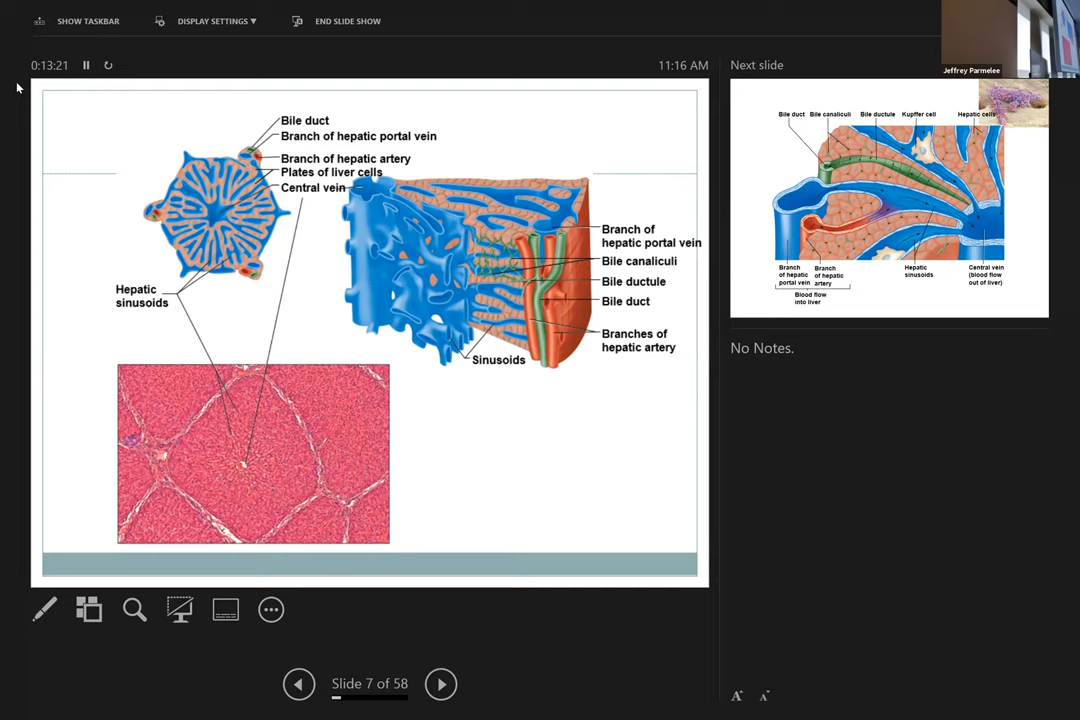 SHOW TASKBAR
DISPLAY SETTINGS ▼
END SLIDE SHOW
Jeffrey Parmelee
0:13:21
11:16 AM
Next slide
Bile duct
Branch of hepatic portal vein
Branch of hepatic artery
Plates of liver cells
Central vein
Hepatic
sinusoids
Branch of
hepatic portal vein
Bile canaliculi
Bile ductule
Bile duct
Branches of
hepatic artery
Sinusoids
Bile duct
Bile canaliculi
Bile ductule
Kupffer cell
Hepatic cells
Branch
of hepatic
portal vein
Branch
of hepatic
artery
Blood flow
into liver
Hepatic
sinusoids
Central vein
(blood flow
out of liver)
No Notes.
Slide 7 of 58
A
A